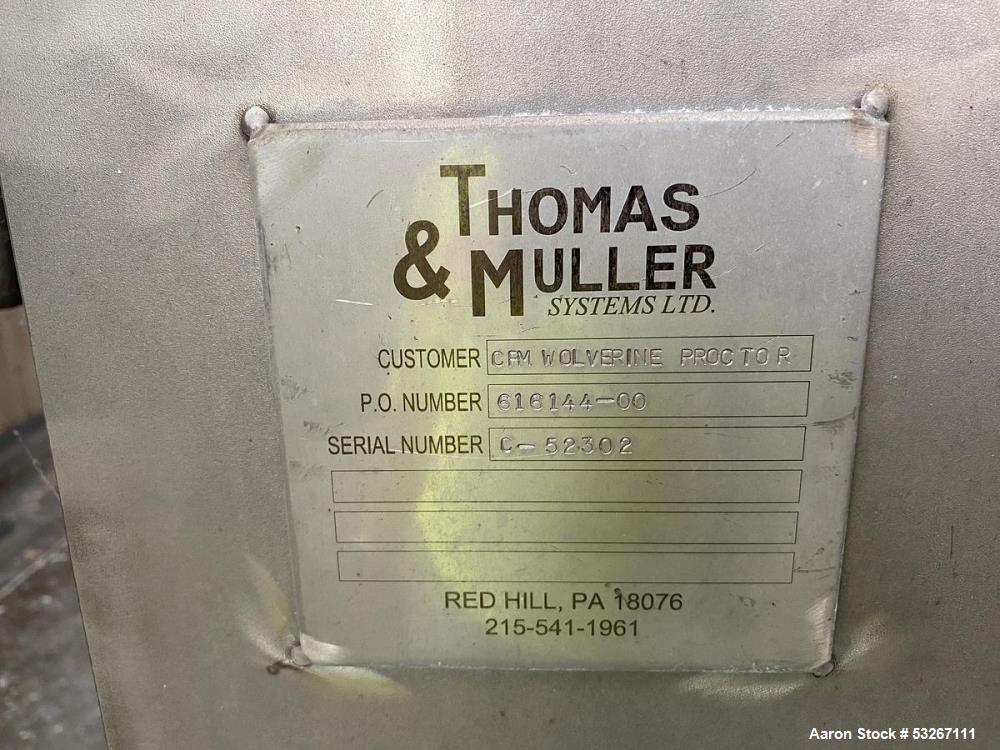 THOMAS
& MULLER
SYSTEMS LTD.
CUSTOMER CPM WOLVERINE PROCTOR
P.O. NUMBER 616144-00
SERIAL NUMBER C-52302
RED HILL, PA 18076
215-541-1961
Aaron Stock # 53267111